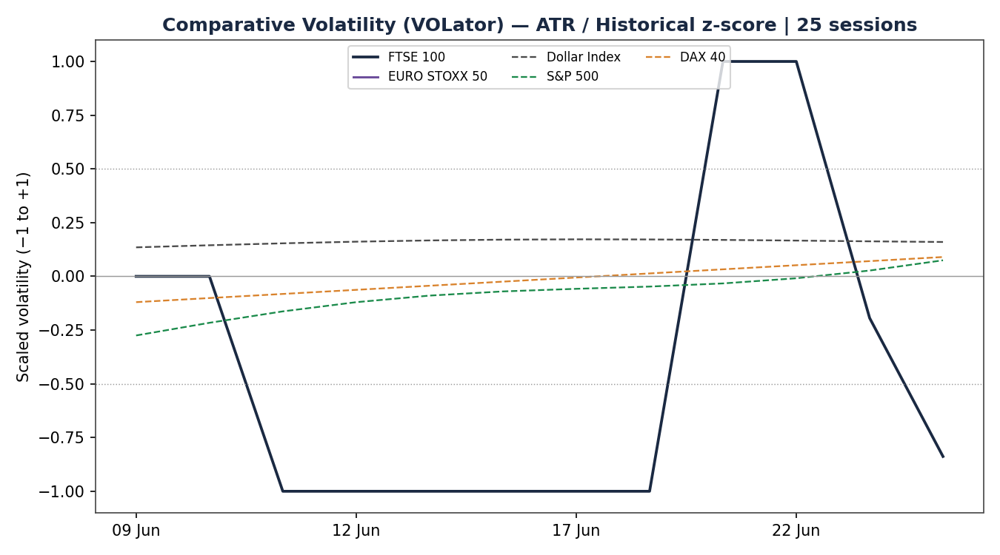 Comparative Volatility (VOLator) — ATR / Historical z-score | 25 sessions
FTSE 100
EURO STOXX 50
Dollar Index
S&P 500
DAX 40
Scaled volatility (−1 to +1)
1.00
0.75
0.50
0.25
0.00
−0.25
−0.50
−0.75
−1.00
09 Jun
12 Jun
17 Jun
22 Jun